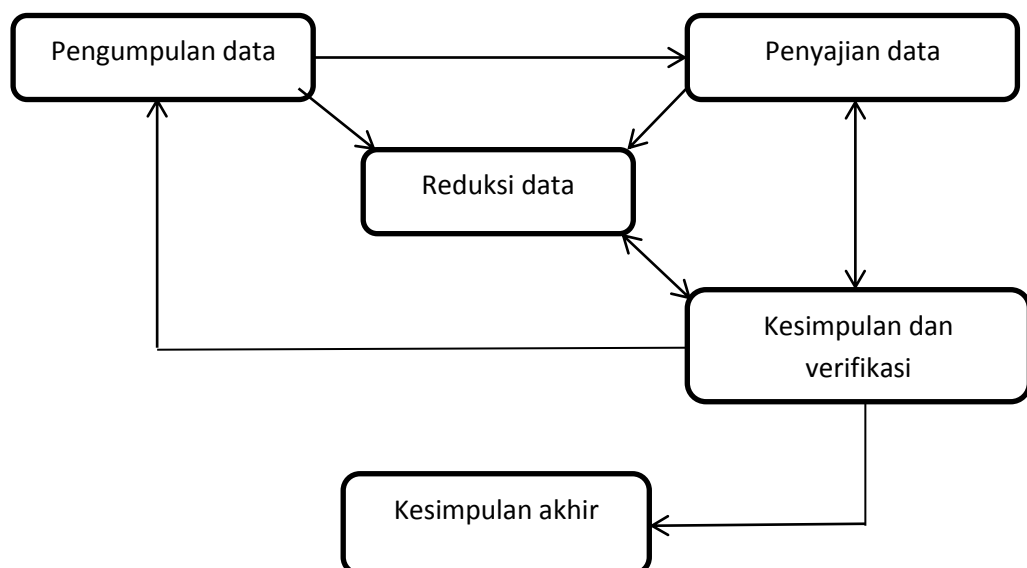 Pengumpulan data
Penyajian data
Reduksi data
Kesimpulan dan
verifikasi
Kesimpulan akhir